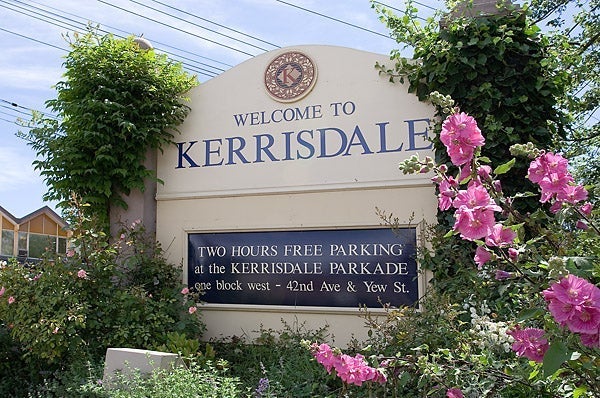 K
WELCOME TO
KERRISDALE
TWO HOURS FREE PARKING
at the KERRISDALE PARKADE
one block west - 42nd Ave & Yew St.